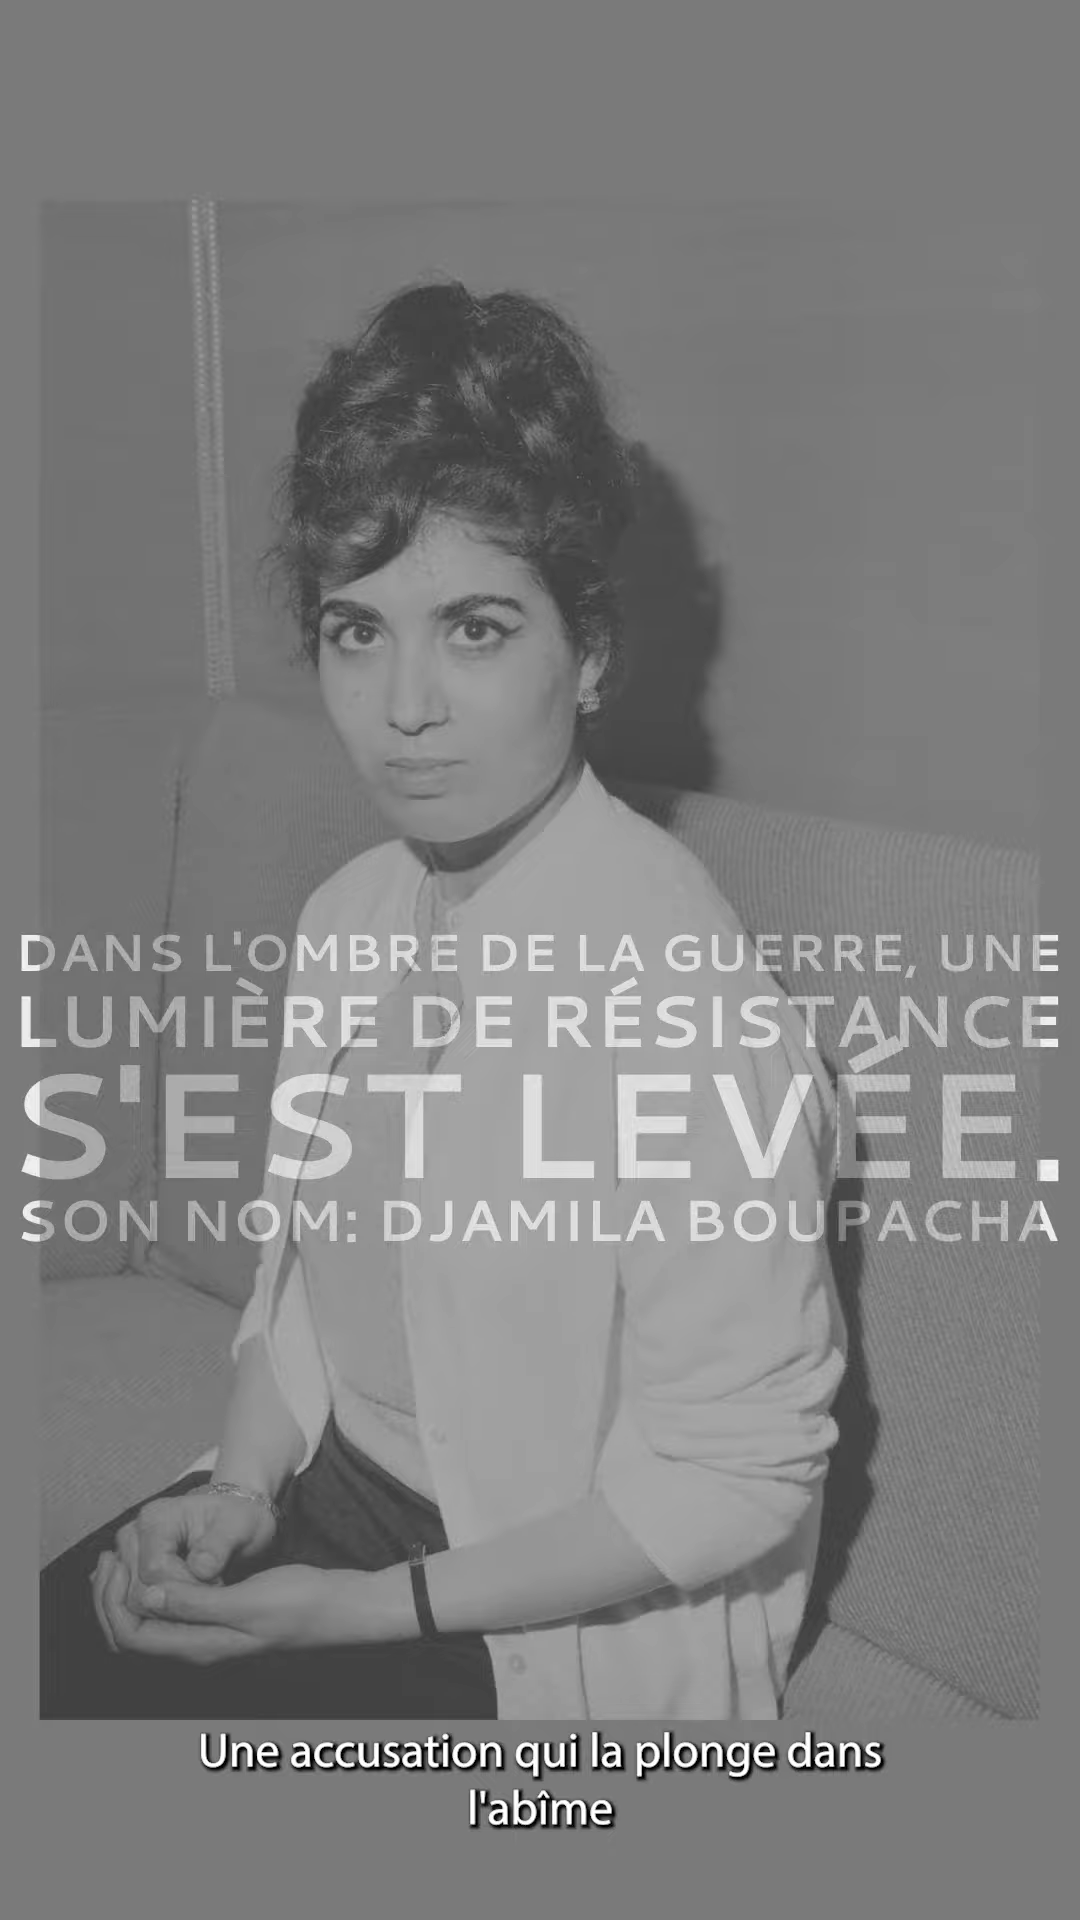 DANS L'OMBRE DE LA GUERRE, UNE
LUMIÈRE DE RÉSISTANCE
S'EST LEVÉE.
SON NOM: DJAMILA BOUPACHA
Une accusation qui la plonge dans
l'abîme